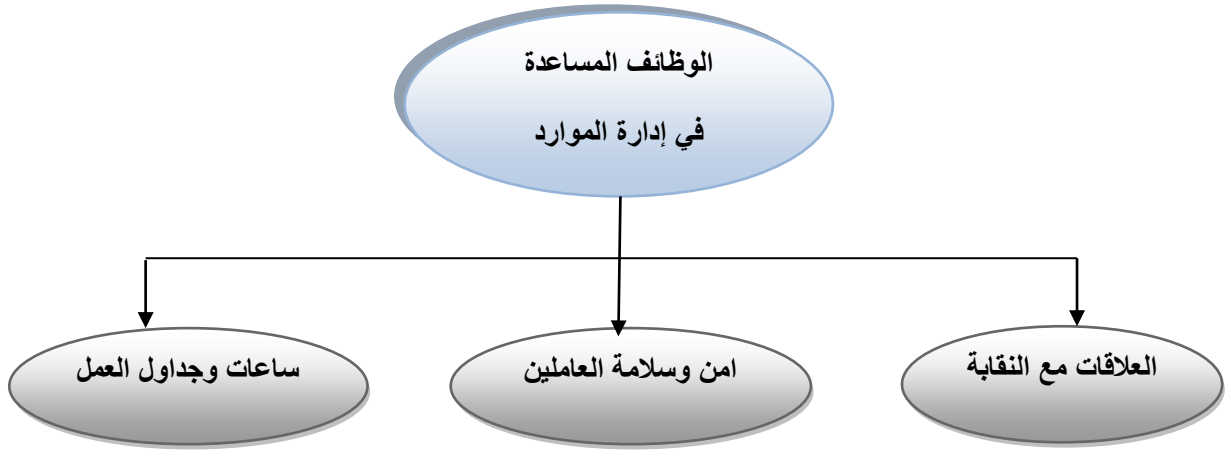 الوظائف المساعدة
في إدارة الموارد
العلاقات مع النقابة
امن وسلامة العاملين
ساعات وجداول العمل